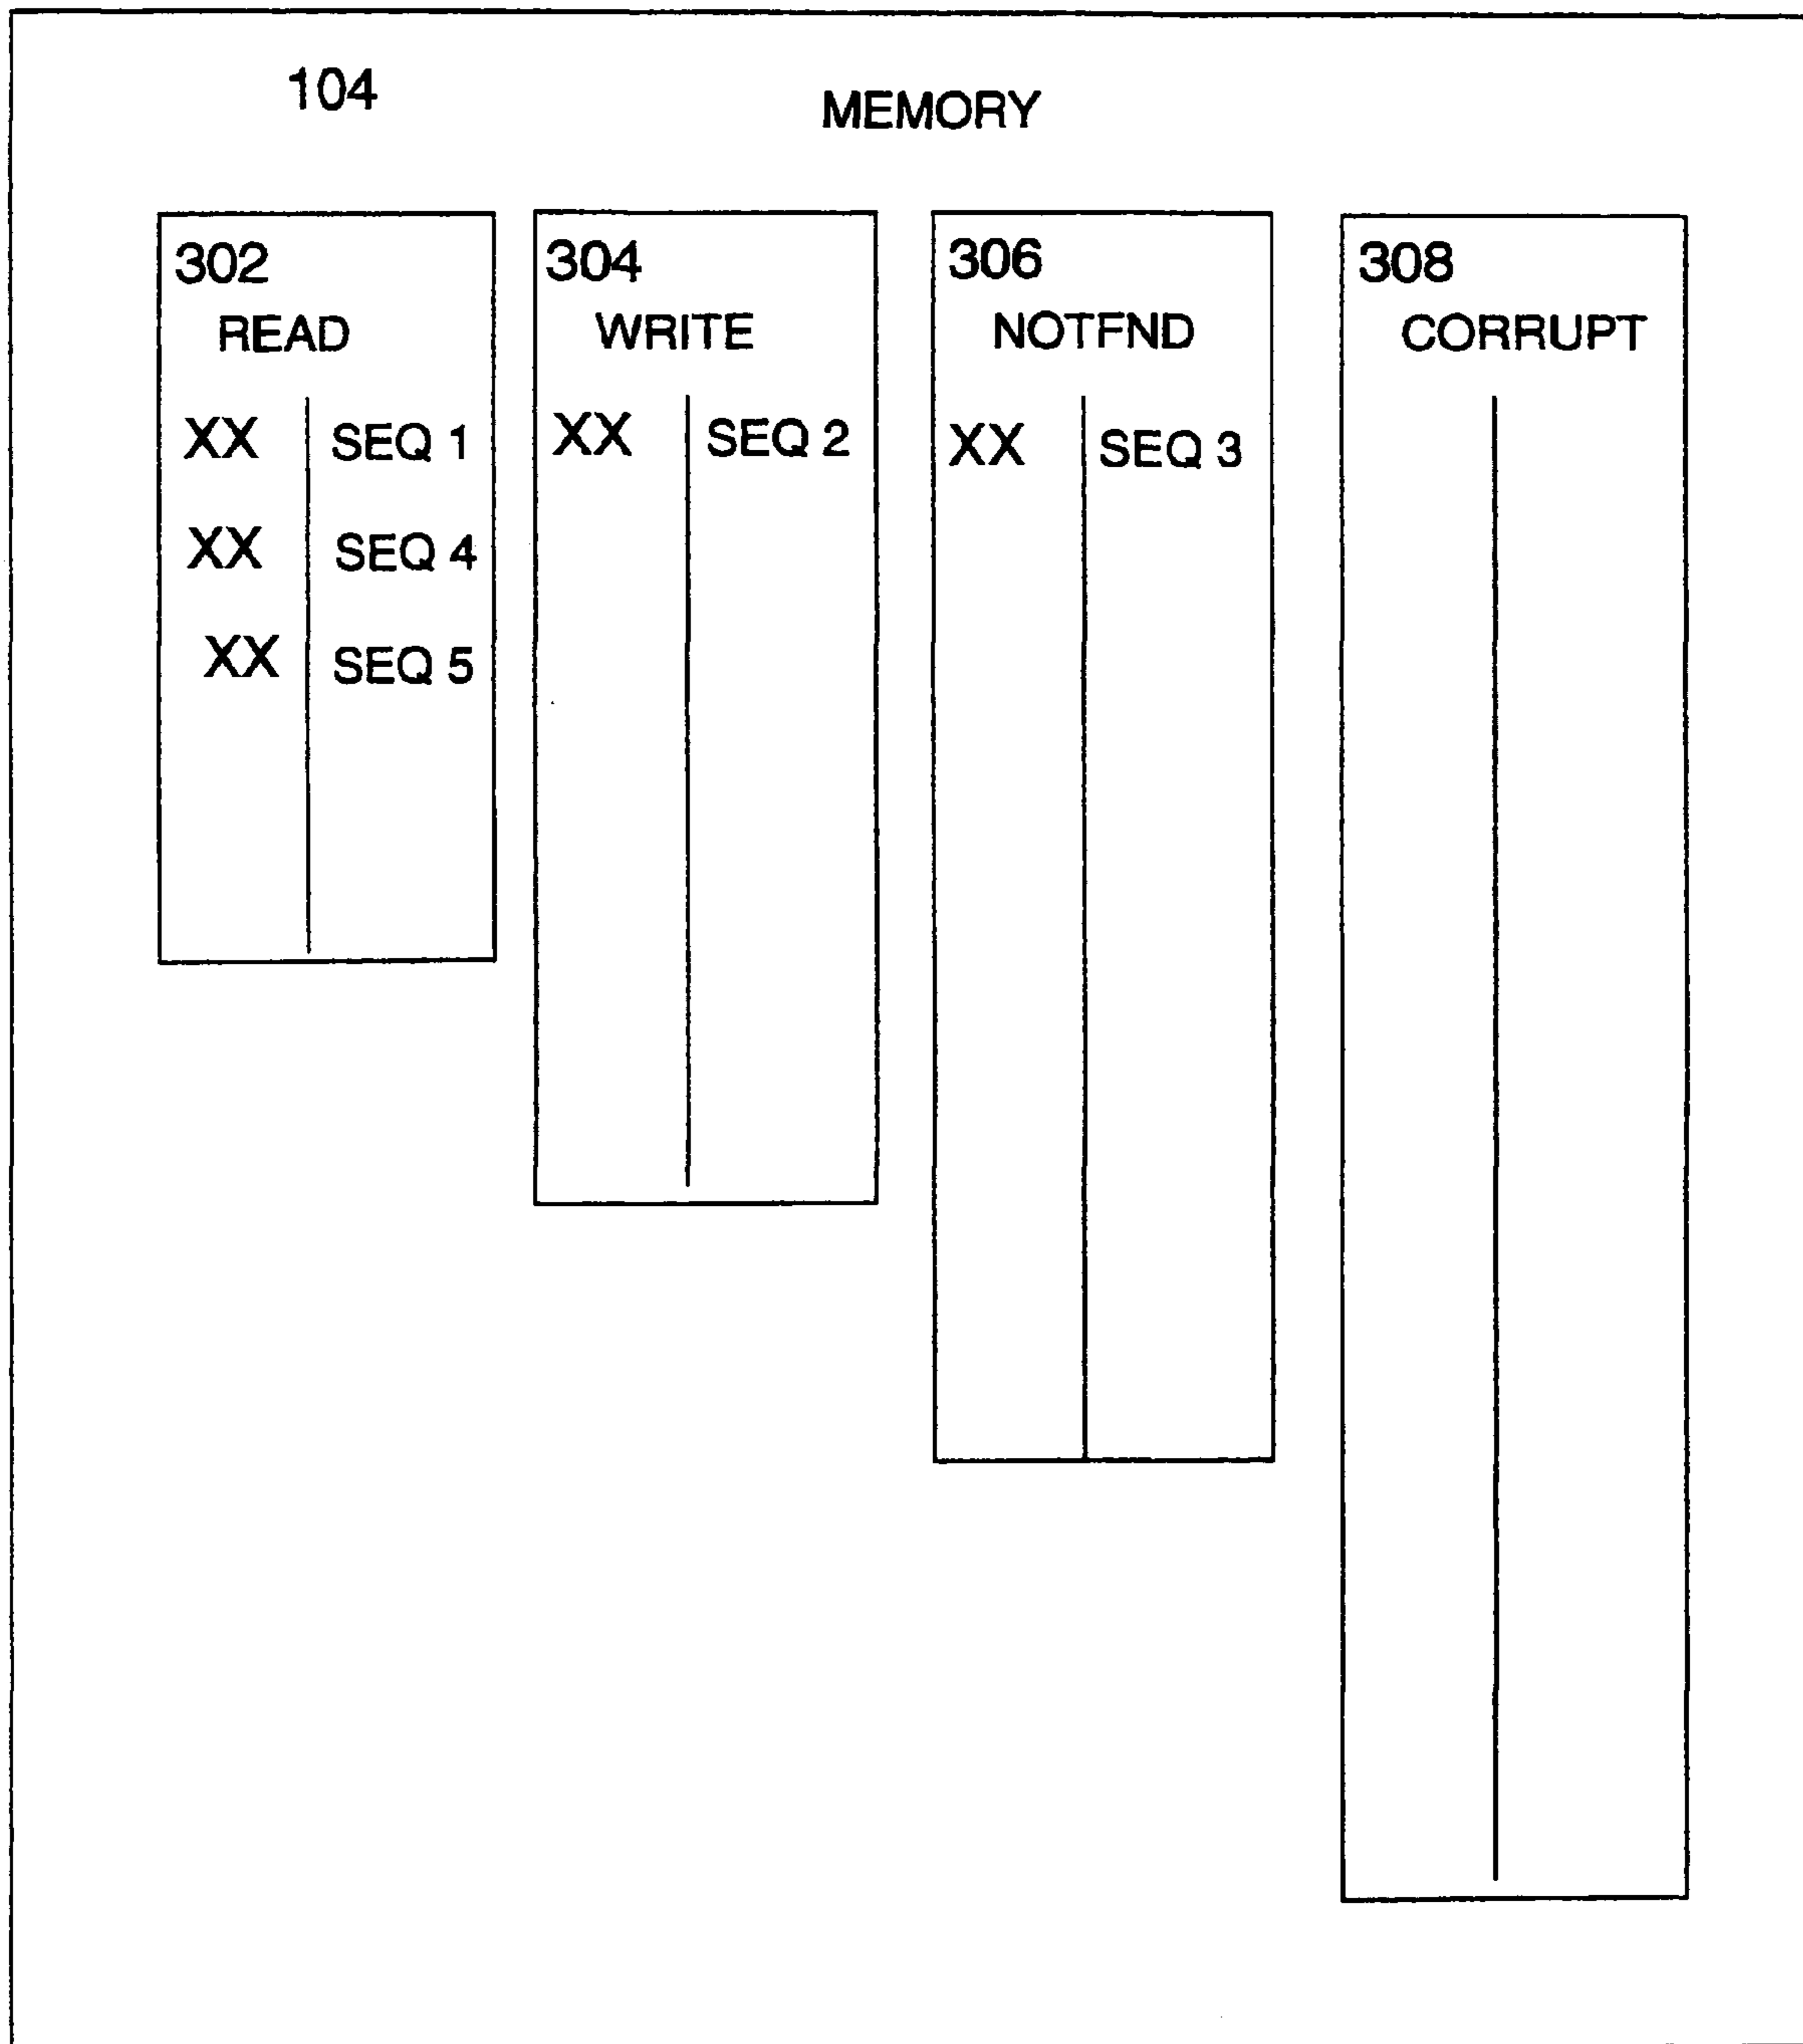 104
MEMORY
302
READ
XX SEQ 1
XX SEQ 4
XX SEQ 5
304
WRITE
XX SEQ 2
306
NOTFND
XX SEQ 3
308
CORRUPT